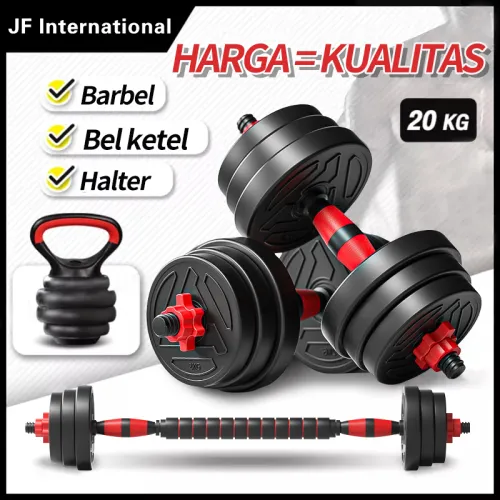 JF International
HARGA=KUALITAS
Barbel
Bel ketel
Halter
20 KG